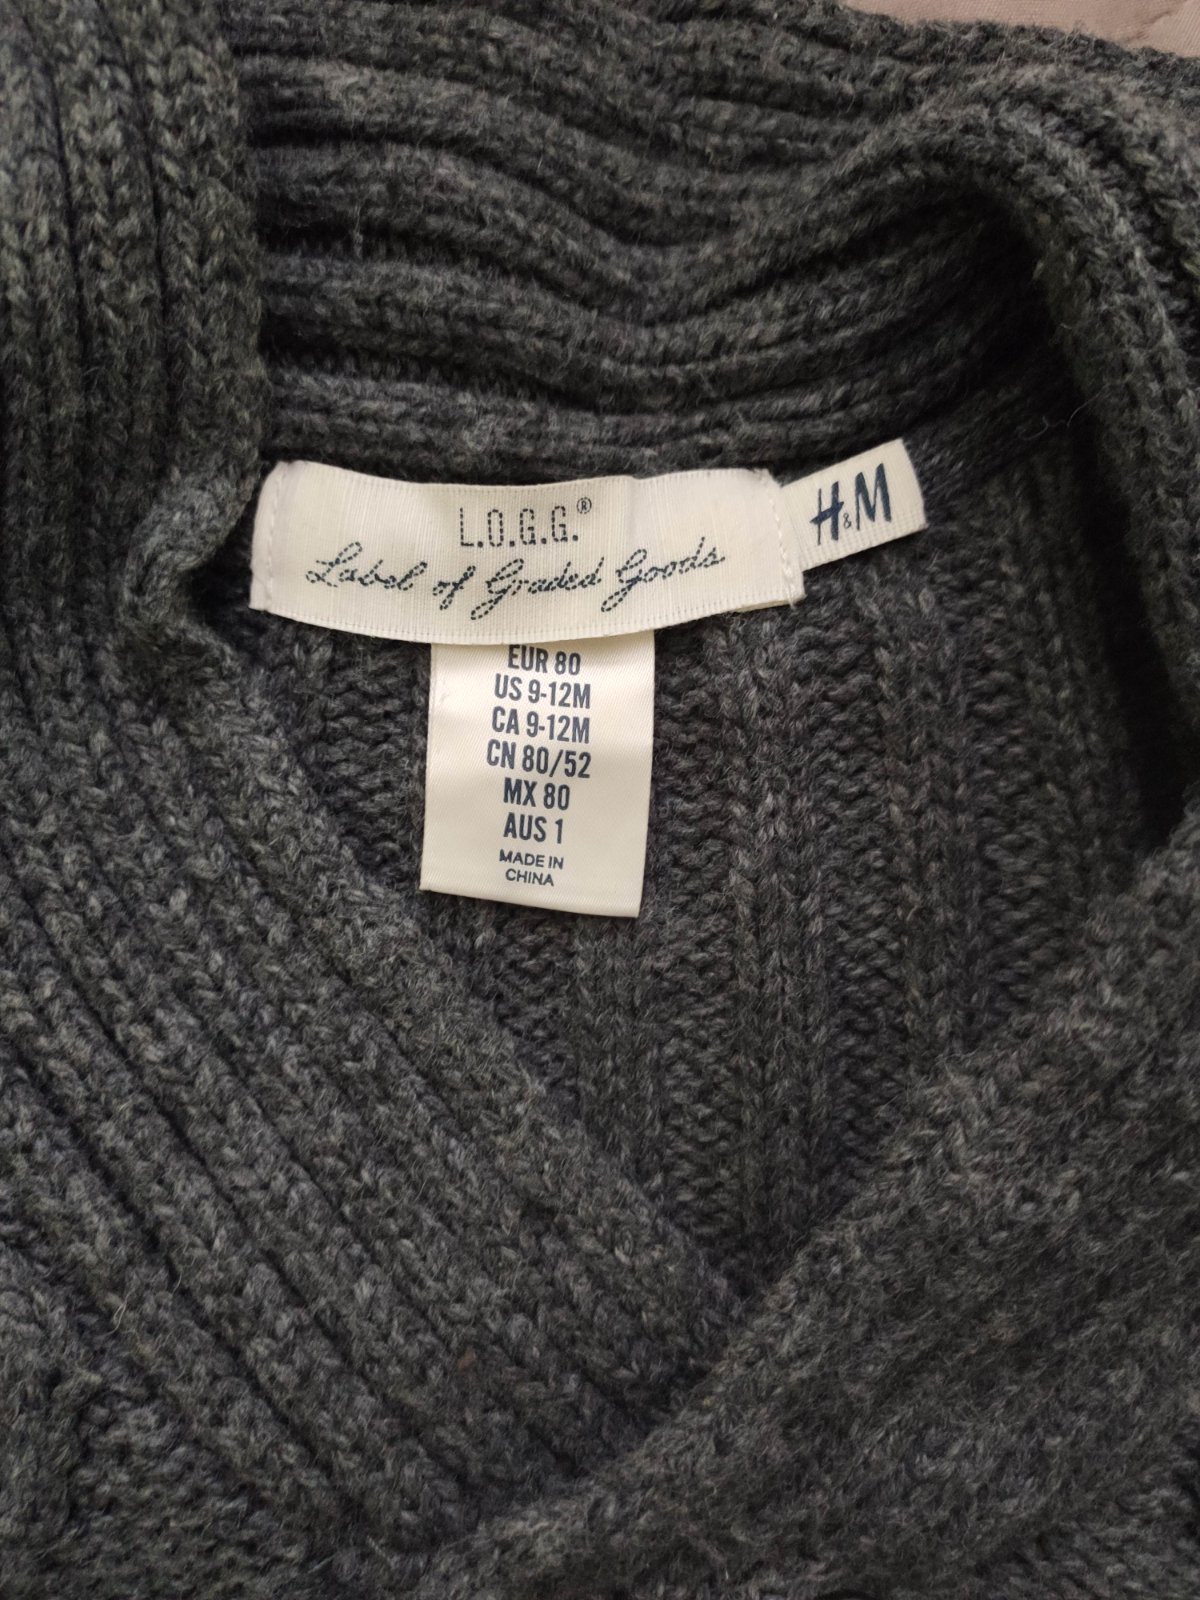 L.O.G.G.®
Label of Graded Goods
H&M
EUR 80
US 9-12M
CA 9-12M
CN 80/52
MX 80
AUS 1
MADE IN
CHINA